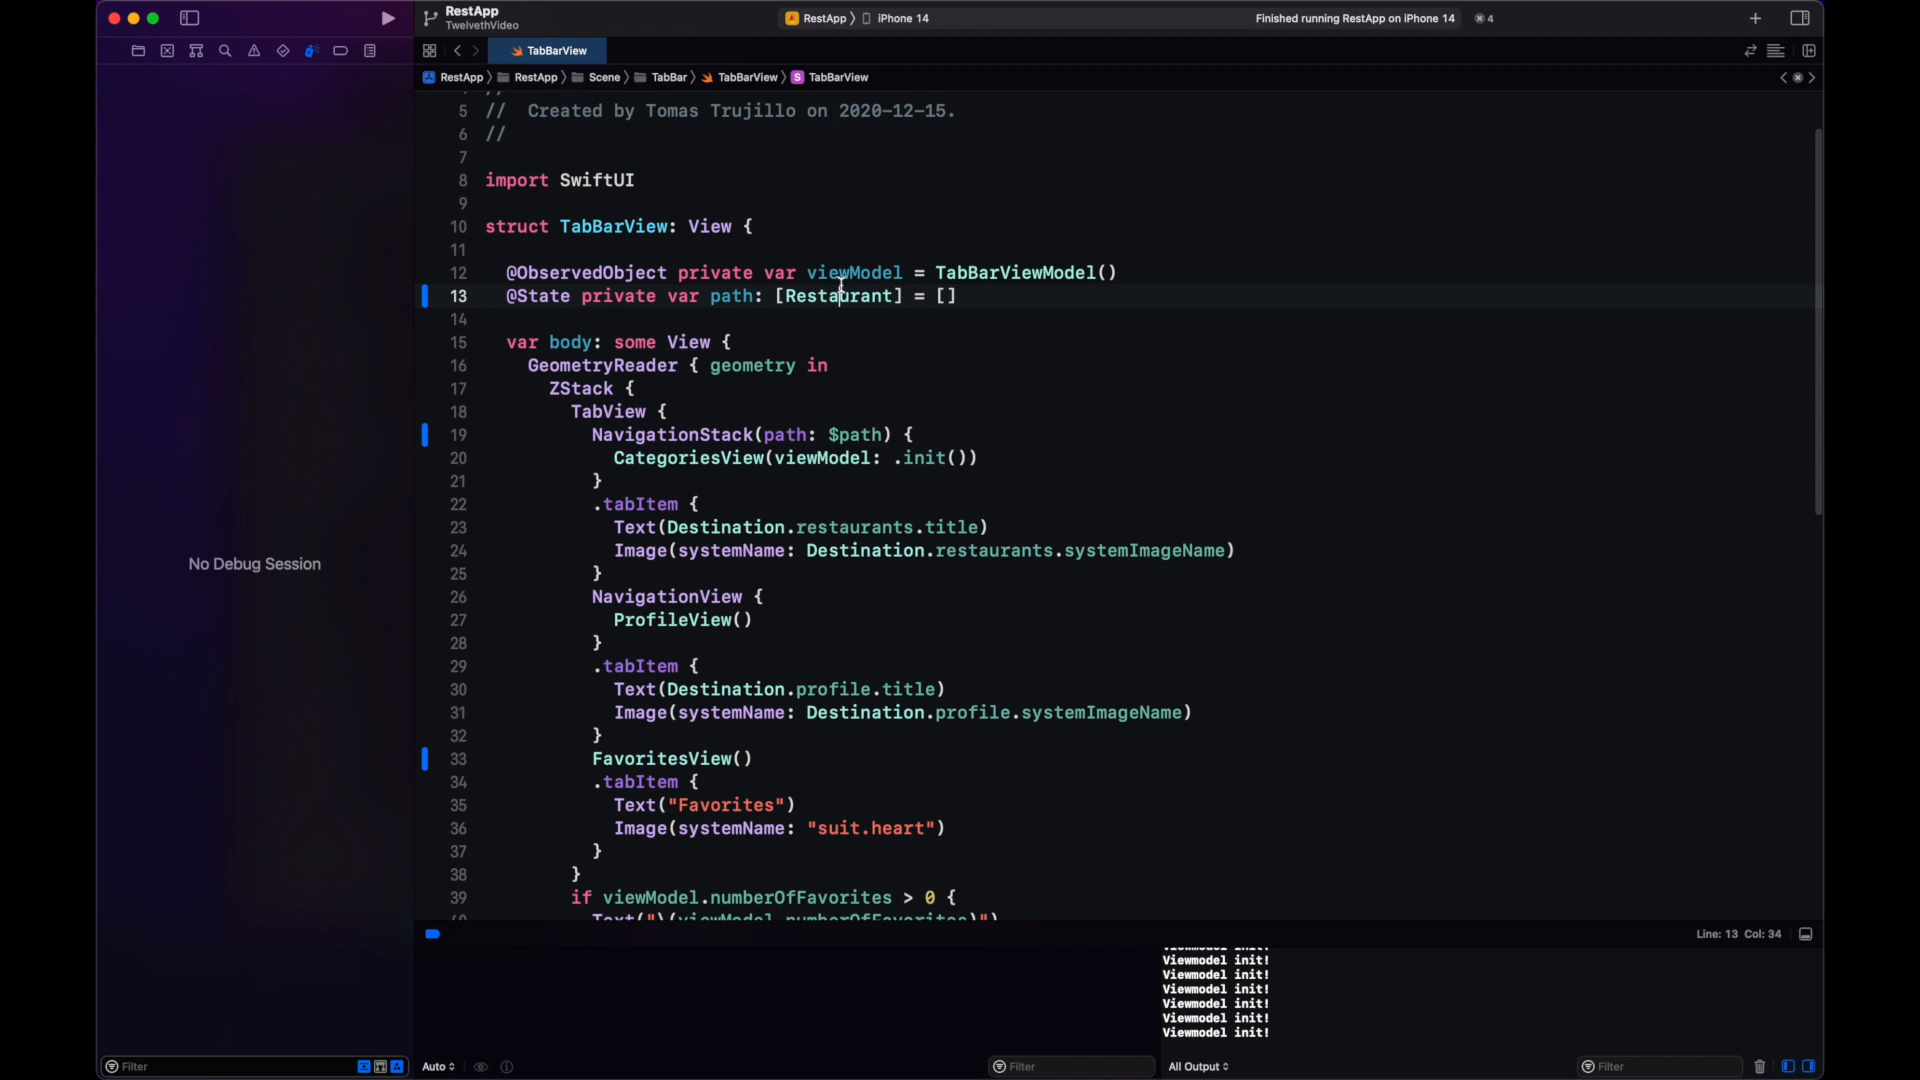 RestApp
TwelvethVideo
RestApp 〉 iPhone 14
Finished running RestApp on iPhone 14
4
TabBarView
RestApp 〉 RestApp 〉 Scene 〉 TabBar 〉 TabBarView 〉 S TabBarView
5 //  Created by Tomas Trujillo on 2020-12-15.
6 //
7
8 import SwiftUI
9
10 struct TabBarView: View {
11
12 @ObservedObject private var viewModel = TabBarViewModel()
13 @State private var path: [Restaurant] = []
14
15 var body: some View {
16 GeometryReader { geometry in
17 ZStack {
18 TabView {
19 NavigationStack(path: $path) {
20 CategoriesView(viewModel: .init())
21 }
22 .tabItem {
23 Text(Destination.restaurants.title)
24 Image(systemName: Destination.restaurants.systemImageName)
25 }
26 NavigationView {
27 ProfileView()
28 }
29 .tabItem {
30 Text(Destination.profile.title)
31 Image(systemName: Destination.profile.systemImageName)
32 }
33 FavoritesView()
34 .tabItem {
35 Text("Favorites")
36 Image(systemName: "suit.heart")
37 }
38 }
39 if viewModel.numberOfFavorites > 0 {
40 Text("\(viewModel.numberOfFavorites)")
No Debug Session
Line: 13 Col: 34
Viewmodel init!
Viewmodel init!
Viewmodel init!
Viewmodel init!
Viewmodel init!
Viewmodel init!
Viewmodel init!
Filter
Auto
Filter
All Output
Filter